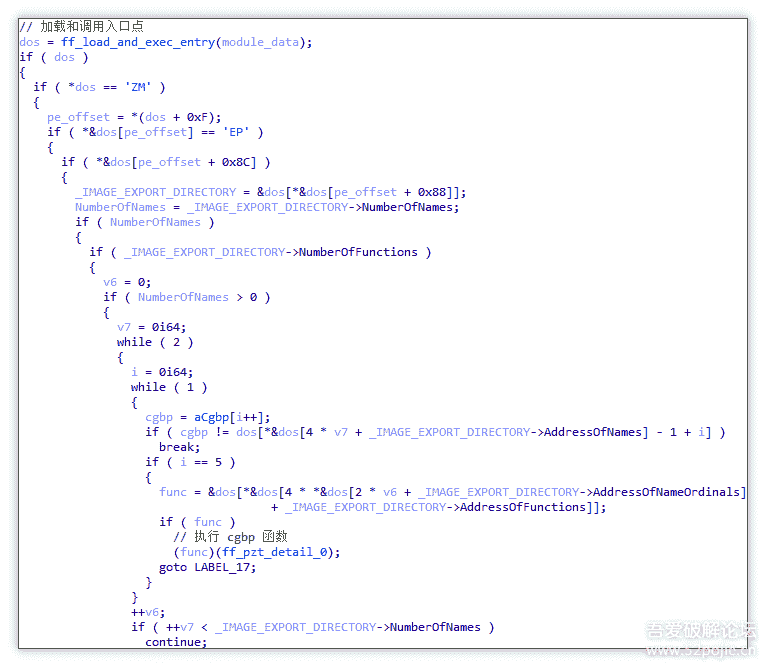 // 加载和调用入口点
dos = ff_load_and_exec_entry(module_data);
if ( dos )
{
  if ( *dos == 'ZM' )
  {
    pe_offset = *(dos + 0xF);
    if ( *&dos[pe_offset] == 'EP' )
    {
      if ( *&dos[pe_offset + 0x8C] )
      {
        _IMAGE_EXPORT_DIRECTORY = &dos[*&dos[pe_offset + 0x88]];
        NumberOfNames = _IMAGE_EXPORT_DIRECTORY->NumberOfNames;
        if ( NumberOfNames )
        {
          if ( _IMAGE_EXPORT_DIRECTORY->NumberOfFunctions )
          {
            v6 = 0;
            if ( NumberOfNames > 0 )
            {
              v7 = 0i64;
              while ( 2 )
              {
                i = 0i64;
                while ( 1 )
                {
                  cgbp = aCgbp[i++];
                  if ( cgbp != dos[*&dos[4 * v7 + _IMAGE_EXPORT_DIRECTORY->AddressOfNames] - 1 + i] )
                    break;
                  if ( i == 5 )
                  {
                    func = &dos[*&dos[4 * *&dos[2 * v6 + _IMAGE_EXPORT_DIRECTORY->AddressOfNameOrdinals]
                                    + _IMAGE_EXPORT_DIRECTORY->AddressOfFunctions]];
                    if ( func )
                      // 执行 cgbp 函数
                      (func)(ff_pzt_detail_0);
                    goto LABEL_17;
                  }
                }
                ++v6;
                if ( ++v7 < _IMAGE_EXPORT_DIRECTORY->NumberOfNames )
                  continue;
吾爱破解论坛
www.52pojie.cn